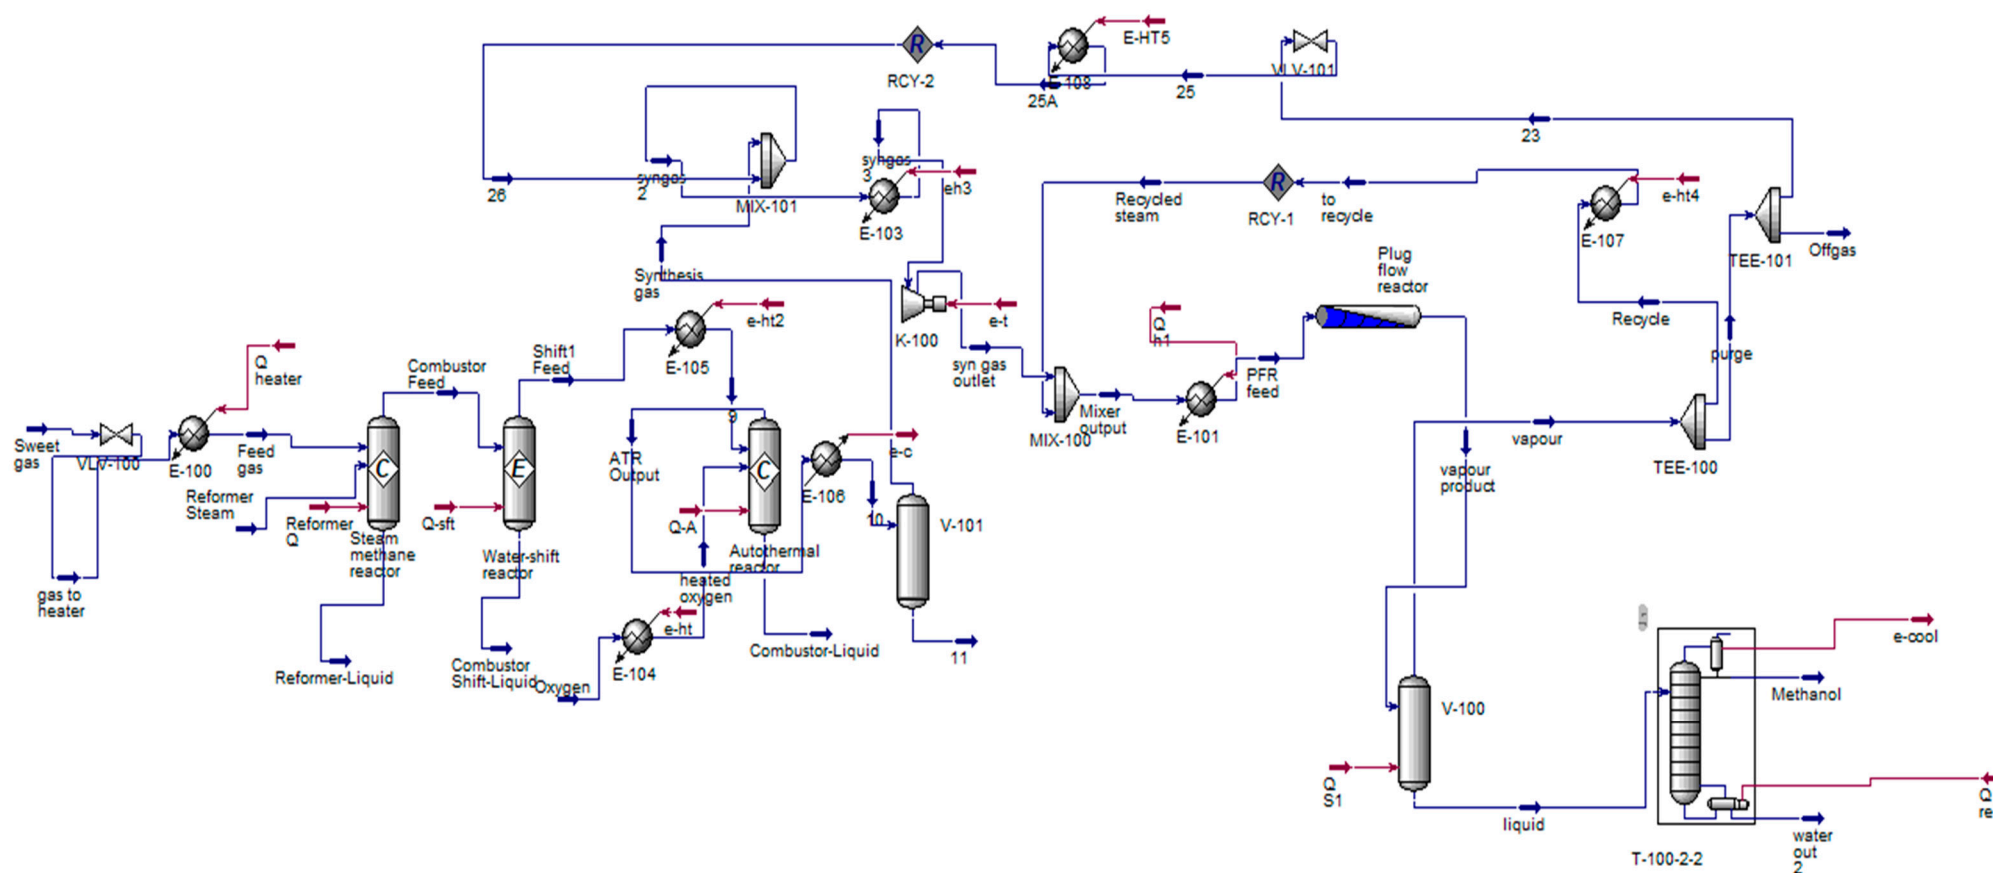 E-HT5
RCY-2
E-108
VLV-101
25A
25
23
26
syngas
2
MIX-101
syngas
3
eh3
E-103
Recycled
steam
RCY-1
to
recycle
e-ht4
E-107
TEE-101
Offgas
Synthesis
gas
K-100
e-t
syn gas
outlet
Plug
flow
reactor
Recycle
purge
Q
heater
Combustor
Feed
Shift1
Feed
e-ht2
E-105
9
Q
h1
PFR
feed
Mixer
output
MIX-100
E-101
vapour
TEE-100
vapour
product
Sweet
gas
VLV-100
E-100
Feed
gas
Reformer
Steam
Reformer
Q
C
Steam
methane
reactor
E
Q-sft
Water-shift
reactor
ATR
Output
C
Q-A
Autothermal
reactor
heated
oxygen
e-c
E-106
10
V-101
gas to
heater
e-ht
E-104
Oxygen
Reformer-Liquid
Combustor
Shift-Liquid
Combustor-Liquid
11
R
R
V-100
Q
S1
liquid
e-cool
Methanol
Q
re
water
out
2
T-100-2-2